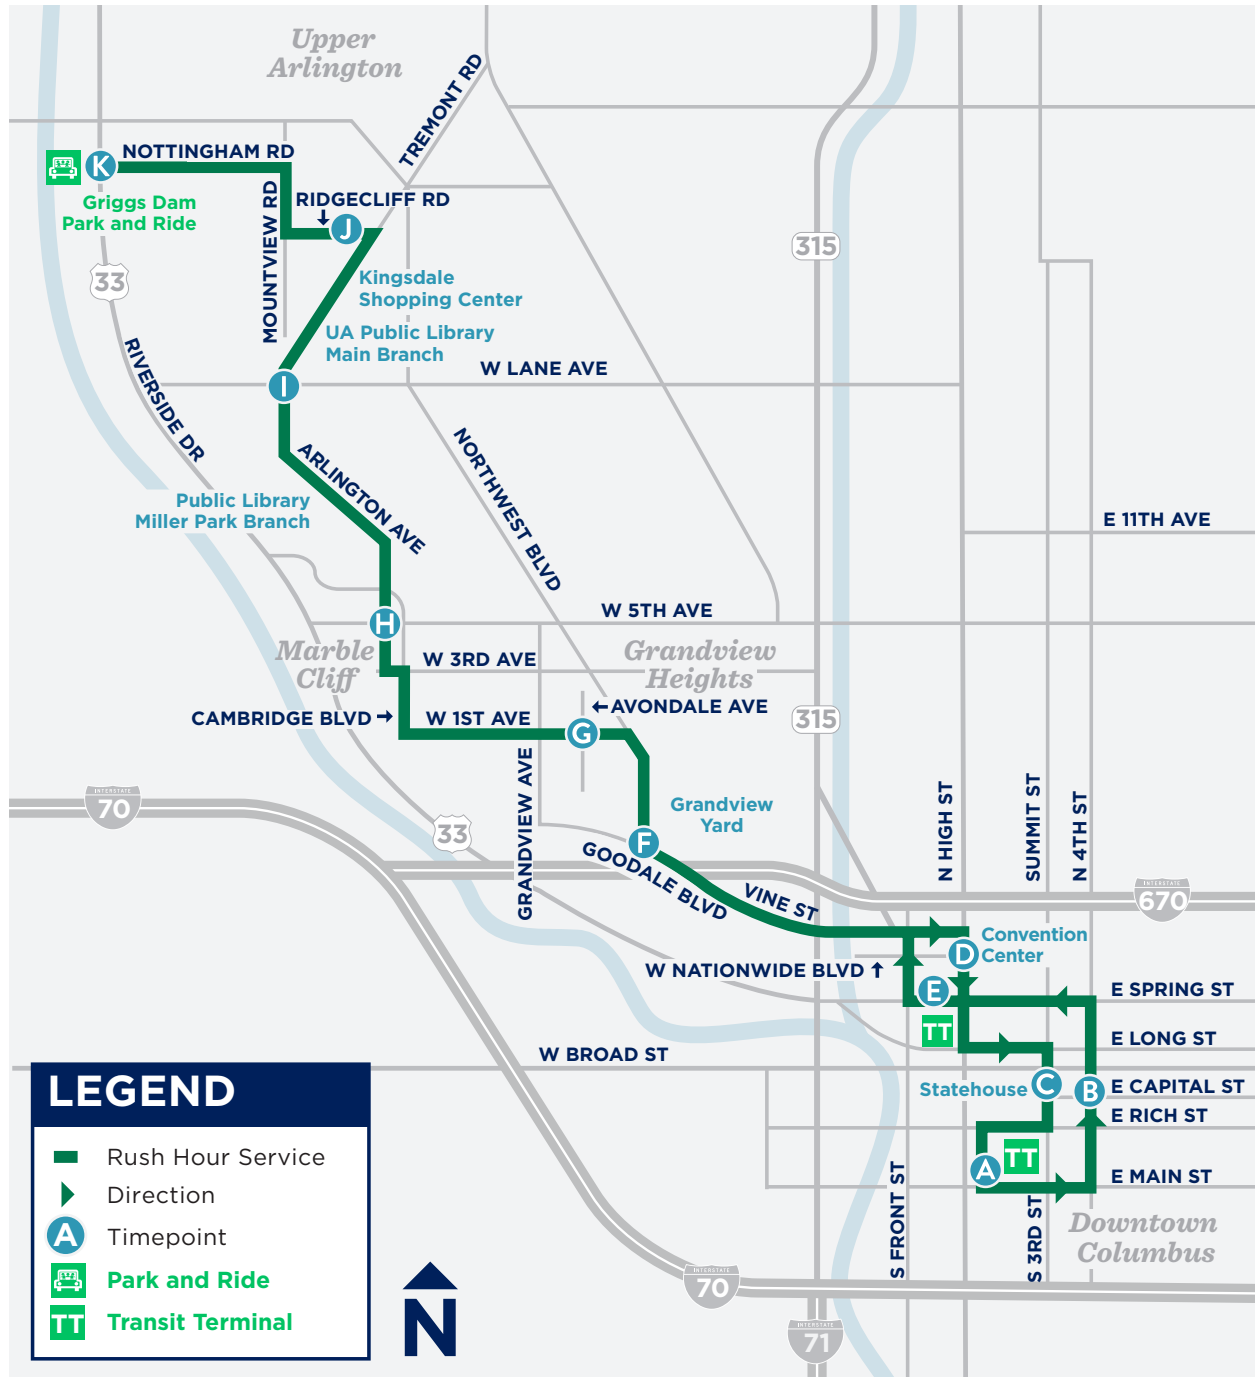 Upper
Arlington
TREMONT RD
NOTTINGHAM RD
K
Griggs Dam
Park and Ride
MOUNTVIEW RD
RIDGECLIFF RD
J
33
Kingsdale
Shopping Center
UA Public Library
Main Branch
315
RIVERSIDE DR
I
W LANE AVE
ARLINGTON AVE
NORTHWEST BLVD
Public Library
Miller Park Branch
E 11TH AVE
W 5TH AVE
H
Marble
Cliff
W 3RD AVE
Grandview
Heights
CAMBRIDGE BLVD
W 1ST AVE
AVONDALE AVE
G
315
GRANDVIEW AVE
INTERSTATE
70
33
Grandview
Yard
F
GOODALE BLVD
VINE ST
N HIGH ST
SUMMIT ST
N 4TH ST
INTERSTATE
670
Convention
Center
D
W NATIONWIDE BLVD
E
E SPRING ST
TT
E LONG ST
W BROAD ST
Statehouse
C
B
E CAPITAL ST
E RICH ST
A
TT
E MAIN ST
S FRONT ST
S 3RD ST
Downtown
Columbus
INTERSTATE
70
INTERSTATE
71
LEGEND
Rush Hour Service
Direction
A
Timepoint
Park and Ride
TT
Transit Terminal
N